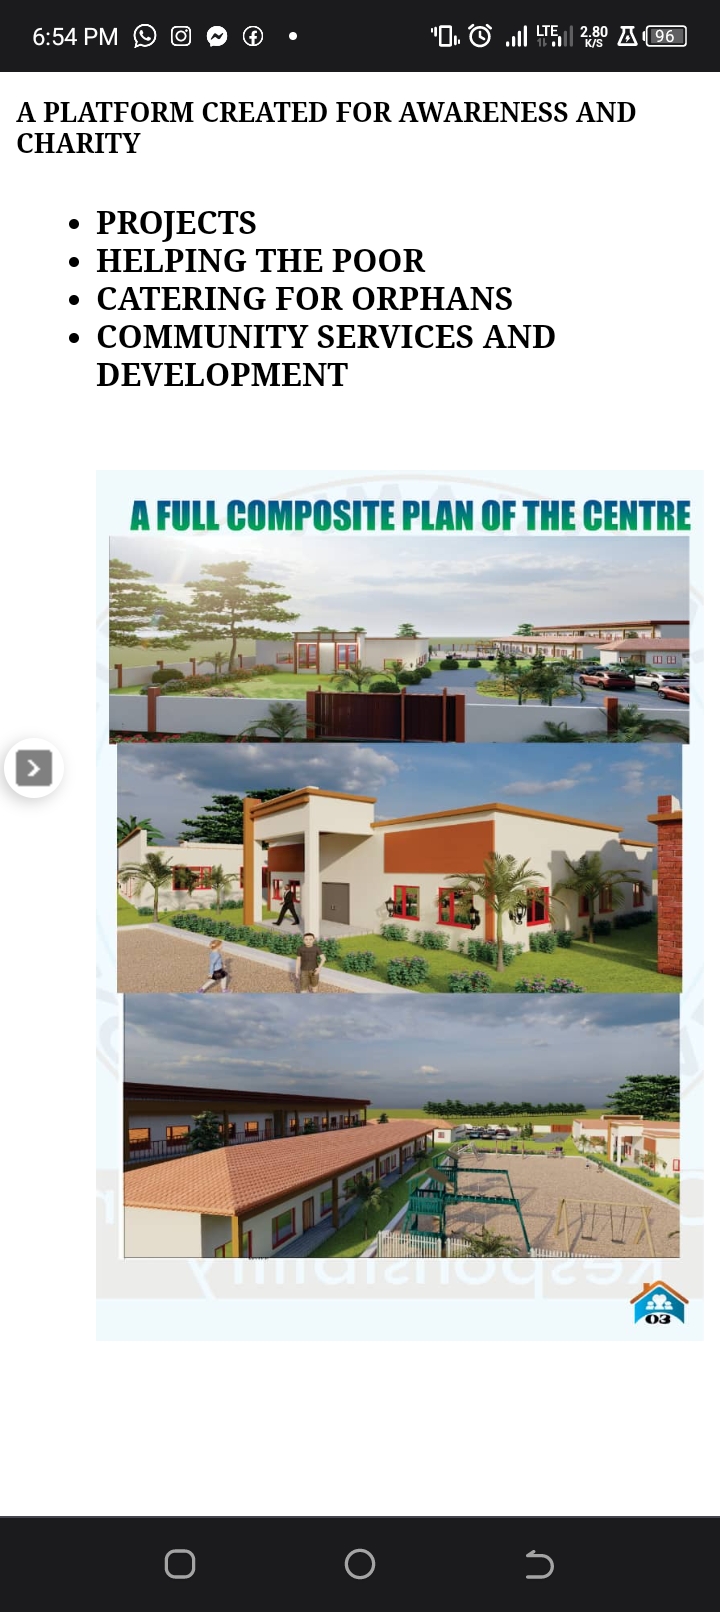 6:54 PM
LTE
2.80
K/S
96
A PLATFORM CREATED FOR AWARENESS AND
CHARITY
PROJECTS
HELPING THE POOR
CATERING FOR ORPHANS
COMMUNITY SERVICES AND
DEVELOPMENT
A FULL COMPOSITE PLAN OF THE CENTRE
03